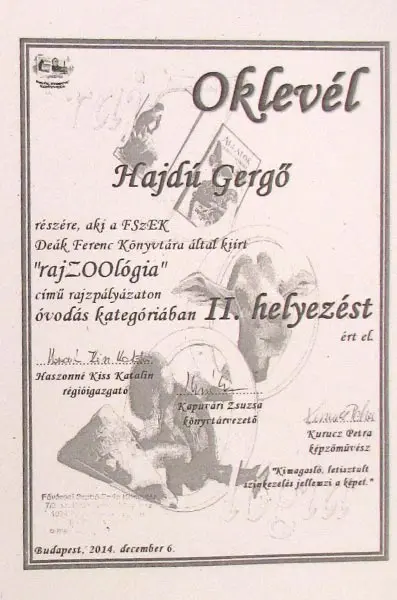 Oklevél
ÁLLATOK
Hajdú Gergő
részére, aki a FSzEK
Deák Ferenc Könyvtára által kiírt
"rajZOOlógia"
című rajzpályázaton
óvodás kategóriában II. helyezést
ért el.
Haszonné Kiss Katalin
régióigazgató
Kapuvári Zsuzsa
könyvtárvezető
Kurucz Petra
képzőművész
"Kimagasló, letisztult
színkezelés jellemzi a képet."
Budapest, 2014. december 6.